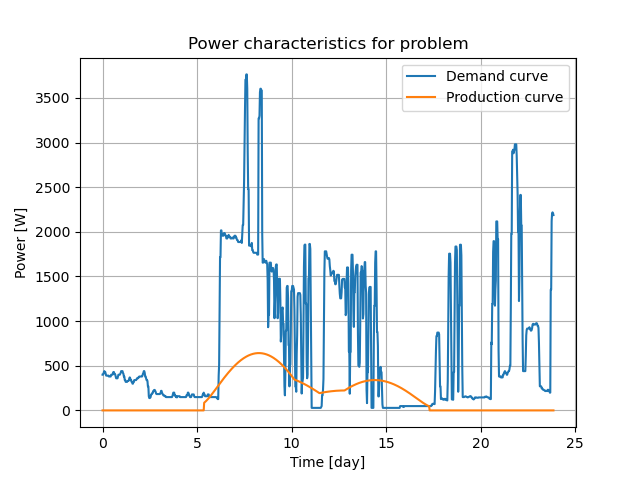 Power characteristics for problem
Demand curve
Production curve
Power [W]
3500
3000
2500
2000
1500
1000
500
0
0 5 10 15 20 25
Time [day]